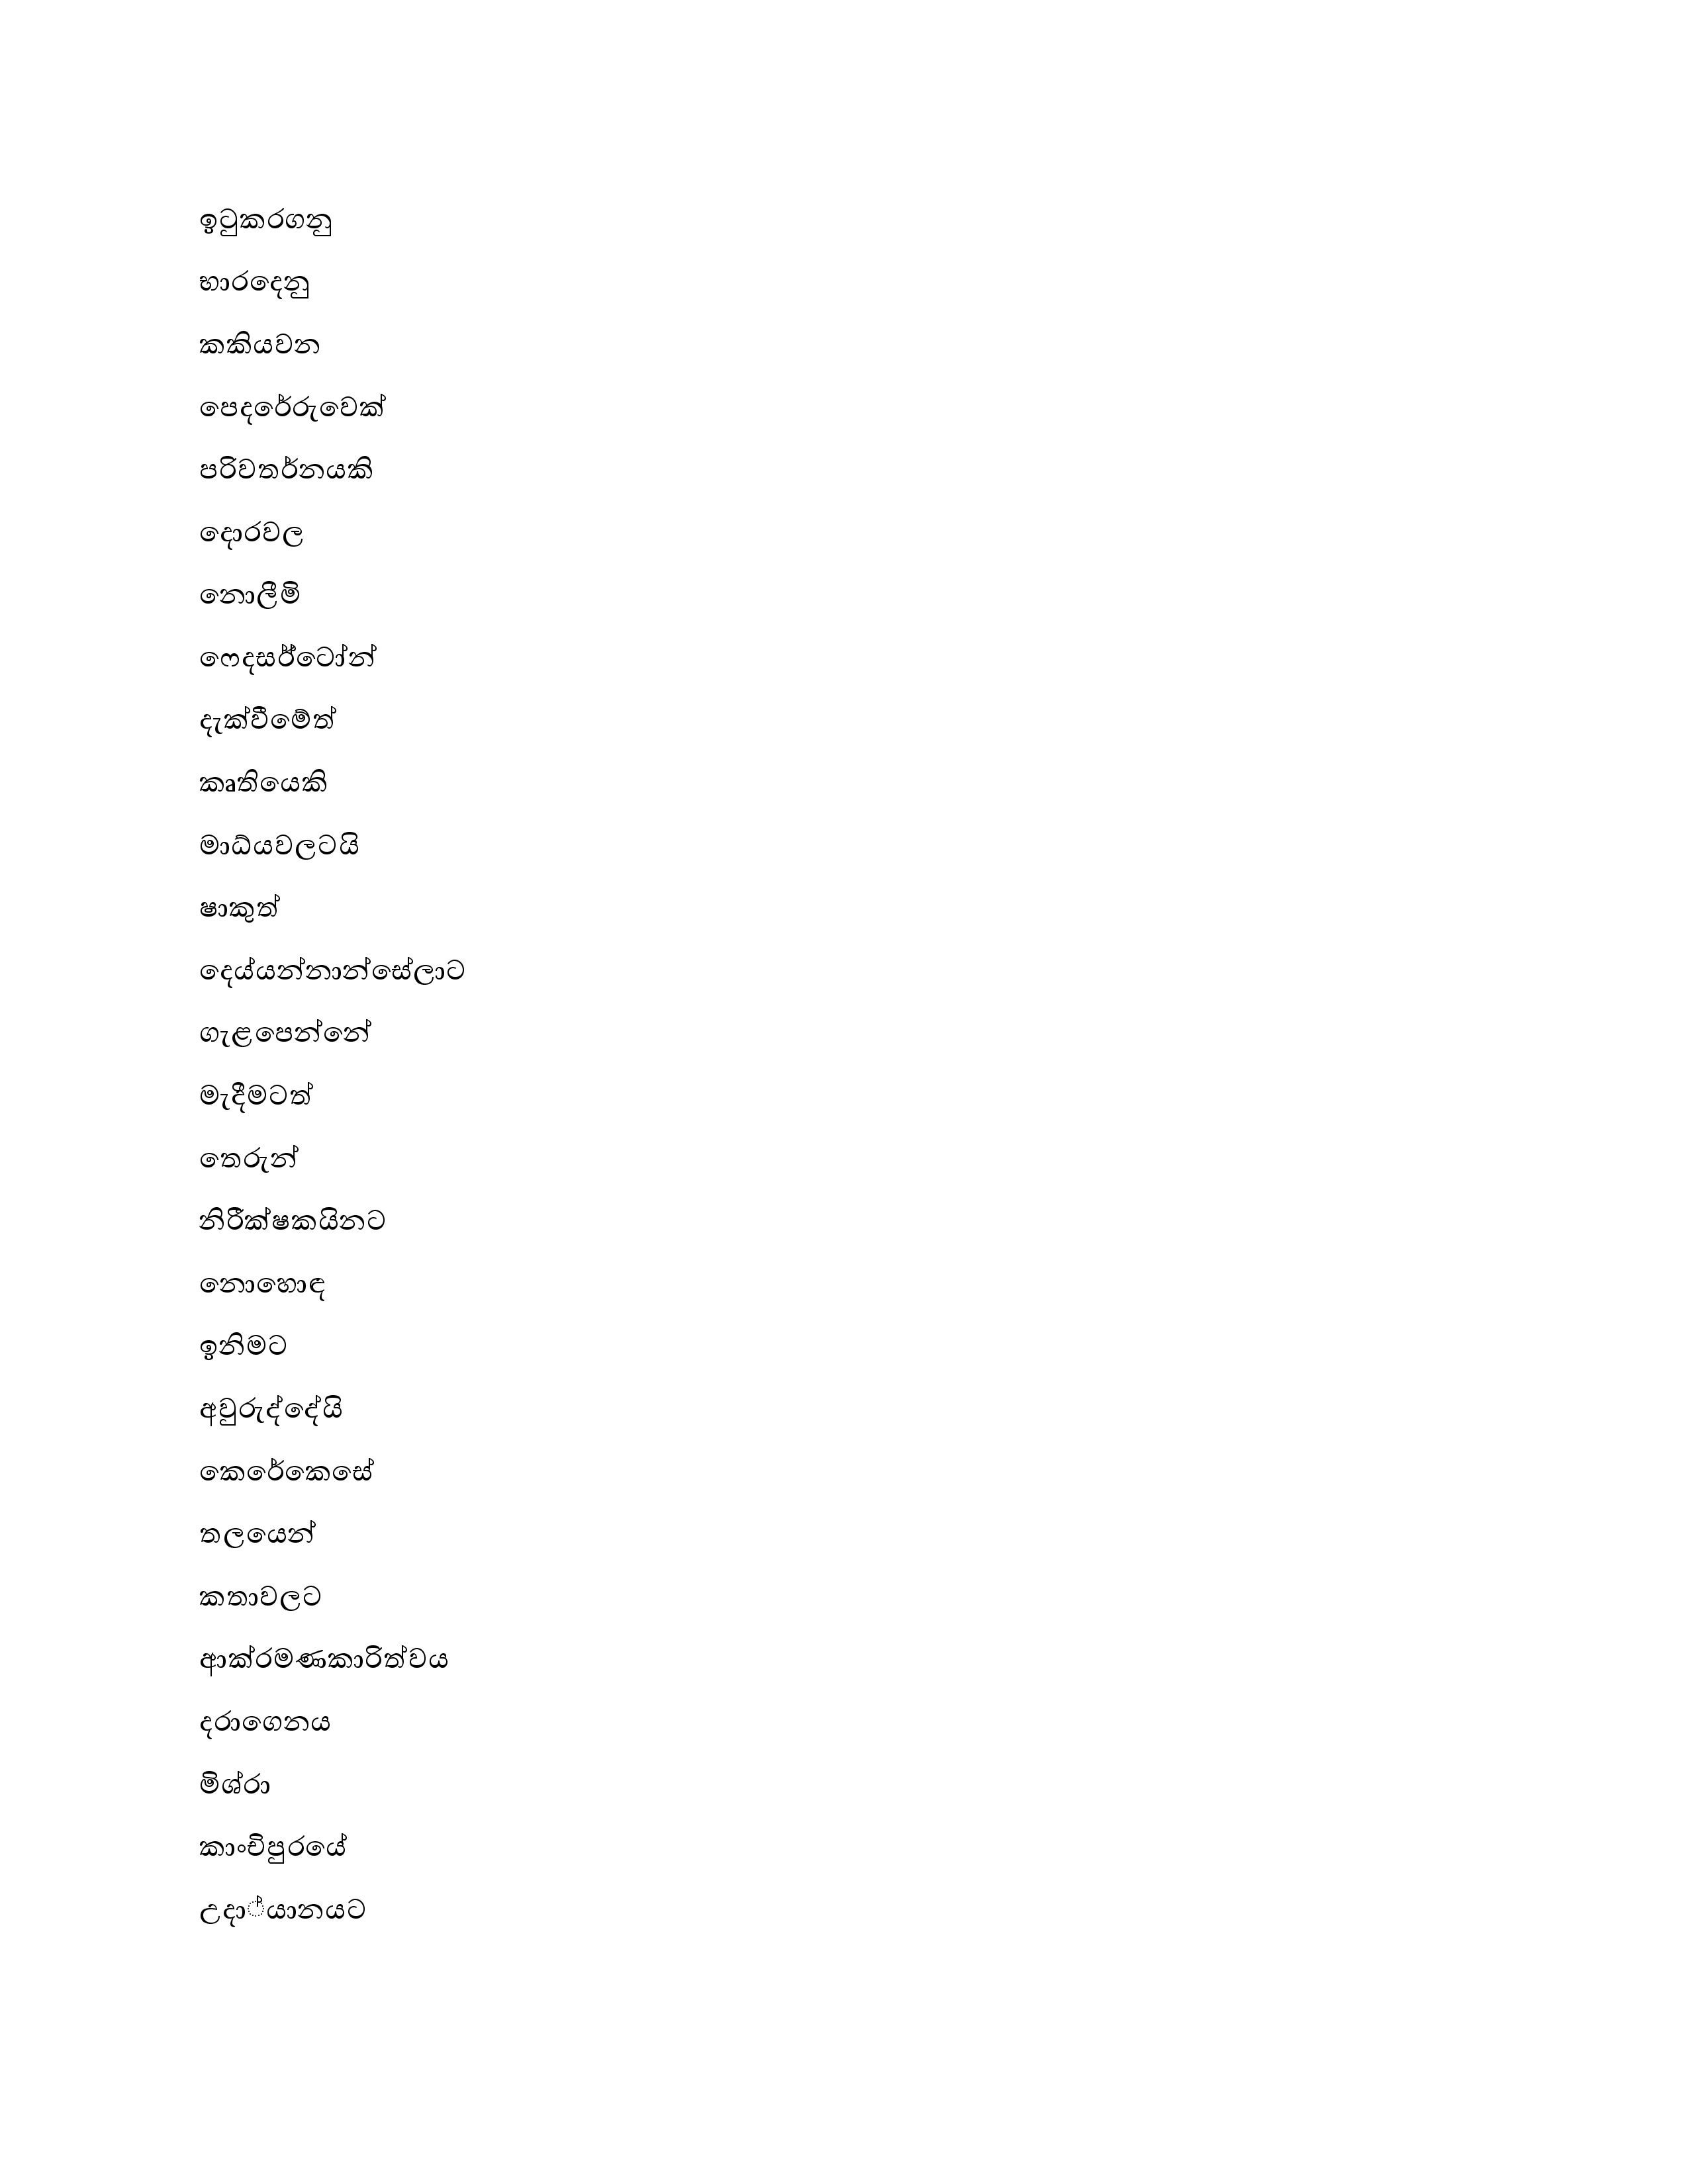 ඉටුකරගනු
භාරදෙනු
කකියවන
පෙදරේරුවෙක්
පරිවතර්නයකි
දොරවල
නොලීමි
ෆෙදර්ස්ටෝන්
දැක්වීමේත්
කෘතියෙකි
මාධ්යවලටයි
ෂාකුත්
දෙය්යන්නාන්සේලාට
ගැළපෙන්නේ
මැදීමටත්
තෙරුන්
නිරීක්ෂකයිනට
නොහොඳ
ඉනිමට
අවුරුද්දේයි
කෙරේකෙසේ
තලයෙන්
කතාවලට
ආක්රමණකාරිත්වය
දරාගෙනය
මිශ්රා
කාංචිපුරයේ
උදා්යානයට